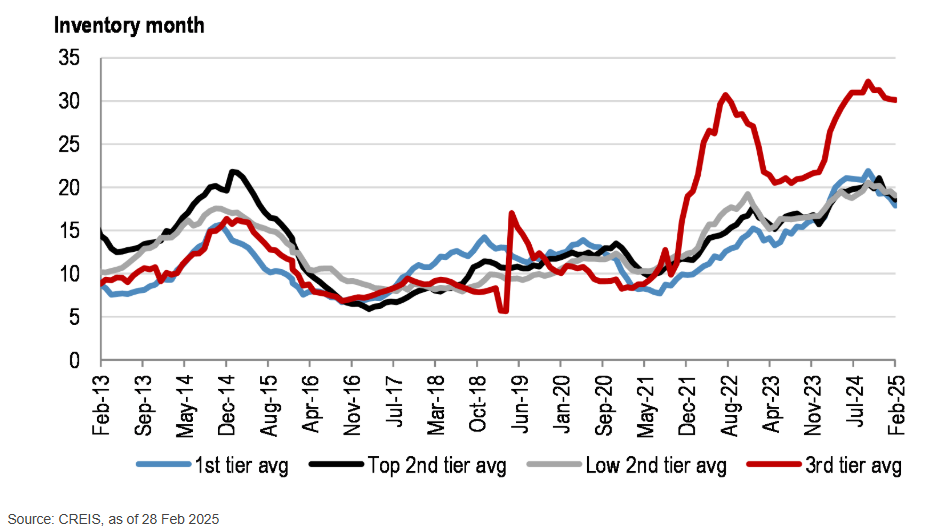 Inventory month
35
30
25
20
15
10
5
0
Feb-13
Sep-13
May-14
Dec-14
Aug-15
Apr-16
Nov-16
Jul-17
Mar-18
Oct-18
Jun-19
Jan-20
Sep-20
May-21
Dec-21
Aug-22
Apr-23
Nov-23
Jul-24
Feb-25
1st tier avg
Top 2nd tier avg
Low 2nd tier avg
3rd tier avg
Source: CREIS, as of 28 Feb 2025